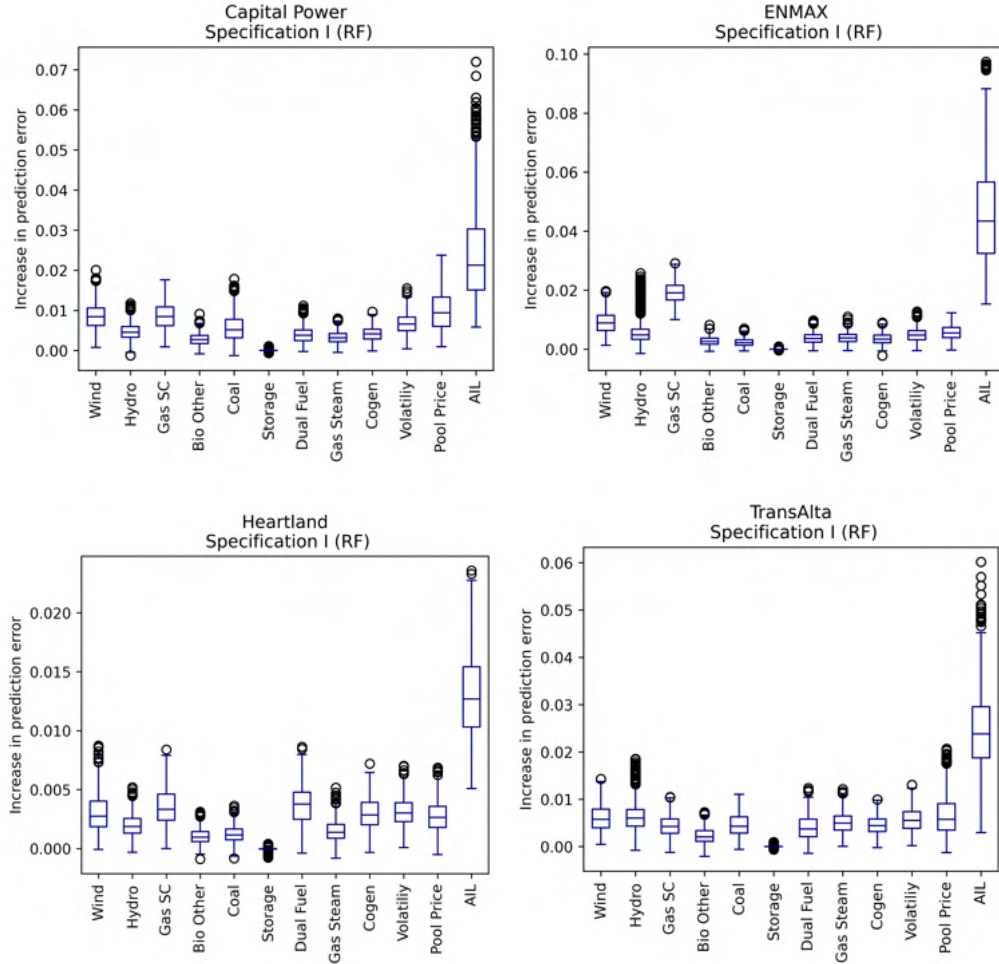 Capital Power
Specification I (RF)
Increase in prediction error
0.07
0.06
0.05
0.04
0.03
0.02
0.01
0.00
Wind
Hydro
Gas SC
Bio Other
Coal
Storage
Dual Fuel
Gas Steam
Cogen
Volatiliy
Pool Price
AIL
ENMAX
Specification I (RF)
Increase in prediction error
0.10
0.08
0.06
0.04
0.02
0.00
Wind
Hydro
Gas SC
Bio Other
Coal
Storage
Dual Fuel
Gas Steam
Cogen
Volatiliy
Pool Price
AIL
Heartland
Specification I (RF)
Increase in prediction error
0.020
0.015
0.010
0.005
0.000
Wind
Hydro
Gas SC
Bio Other
Coal
Storage
Dual Fuel
Gas Steam
Cogen
Volatiliy
Pool Price
AIL
TransAlta
Specification I (RF)
Increase in prediction error
0.06
0.05
0.04
0.03
0.02
0.01
0.00
Wind
Hydro
Gas SC
Bio Other
Coal
Storage
Dual Fuel
Gas Steam
Cogen
Volatiliy
Pool Price
AIL